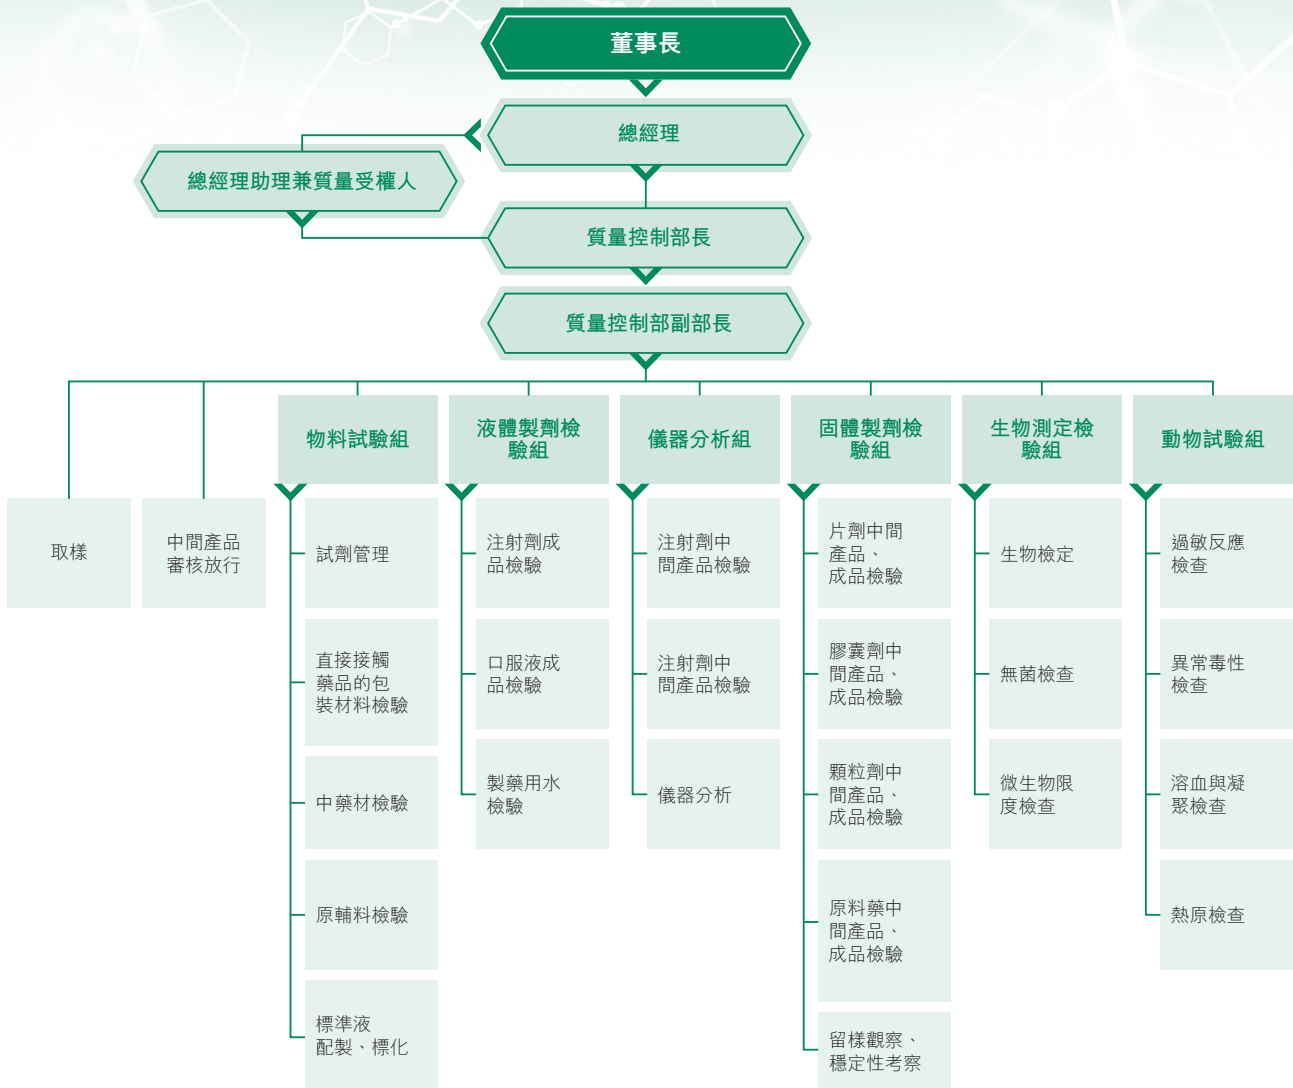 董事長
總經理
總經理助理兼質量受權人
質量控制部長
質量控制部副部長
取樣
中間產品
審核放行
物料試驗組
試劑管理
直接接觸
藥品的包
裝材料檢驗
中藥材檢驗
原輔料檢驗
標準液
配製、標化
液體製劑檢
驗組
注射劑成
品檢驗
口服液成
品檢驗
製藥用水
檢驗
儀器分析組
注射劑中
間產品檢驗
注射劑中
間產品檢驗
儀器分析
固體製劑檢
驗組
片劑中間
產品、
成品檢驗
膠囊劑中
間產品、
成品檢驗
顆粒劑中
間產品、
成品檢驗
原料藥中
間產品、
成品檢驗
留樣觀察、
穩定性考察
生物測定檢
驗組
生物檢定
無菌檢查
微生物限
度檢查
動物試驗組
過敏反應
檢查
異常毒性
檢查
溶血與凝
聚檢查
熱原檢查